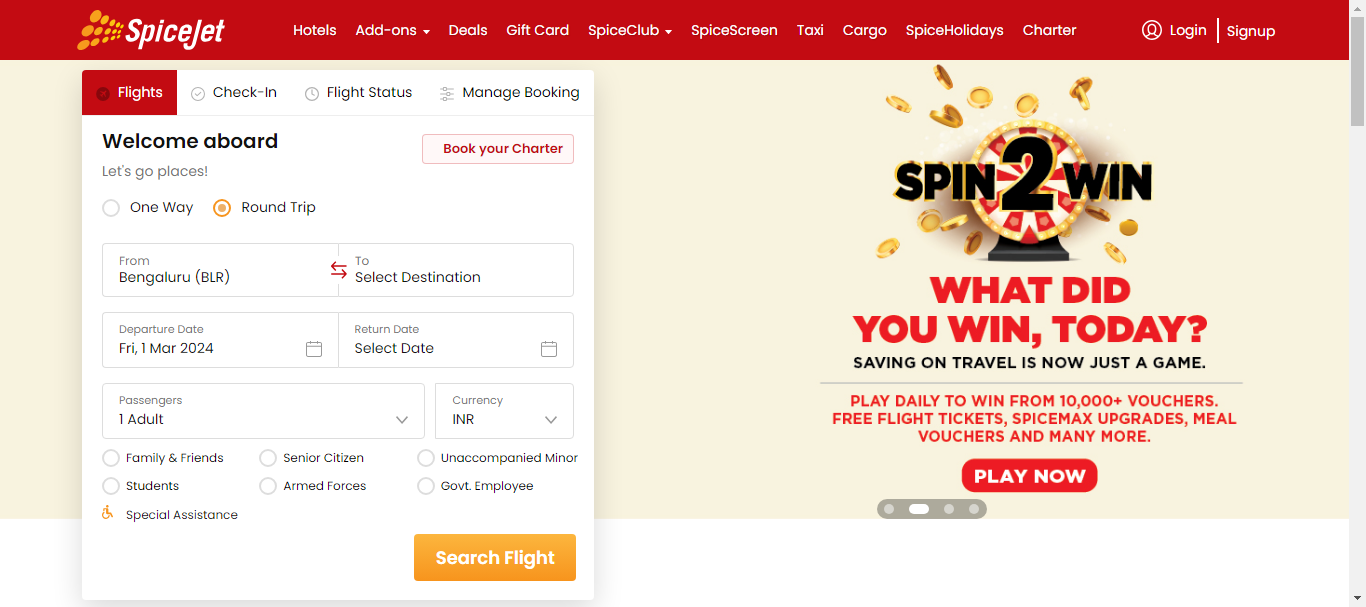 SpiceJet
Hotels Add-ons Deals Gift Card SpiceClub SpiceScreen Taxi Cargo SpiceHolidays Charter Login Signup
Flights Check-In Flight Status Manage Booking
Welcome aboard
Book your Charter
Let's go places!
One Way Round Trip
From
Bengaluru (BLR)
To
Select Destination
Departure Date
Fri, 1 Mar 2024
Return Date
Select Date
Passengers
1 Adult
Currency
INR
Family & Friends Senior Citizen Unaccompanied Minor
Students Armed Forces Govt. Employee
Special Assistance
Search Flight
SPIN 2 WIN
WHAT DID
YOU WIN, TODAY?
SAVING ON TRAVEL IS NOW JUST A GAME.
PLAY DAILY TO WIN FROM 10,000+ VOUCHERS.
FREE FLIGHT TICKETS, SPICEMAX UPGRADES, MEAL
VOUCHERS AND MANY MORE.
PLAY NOW